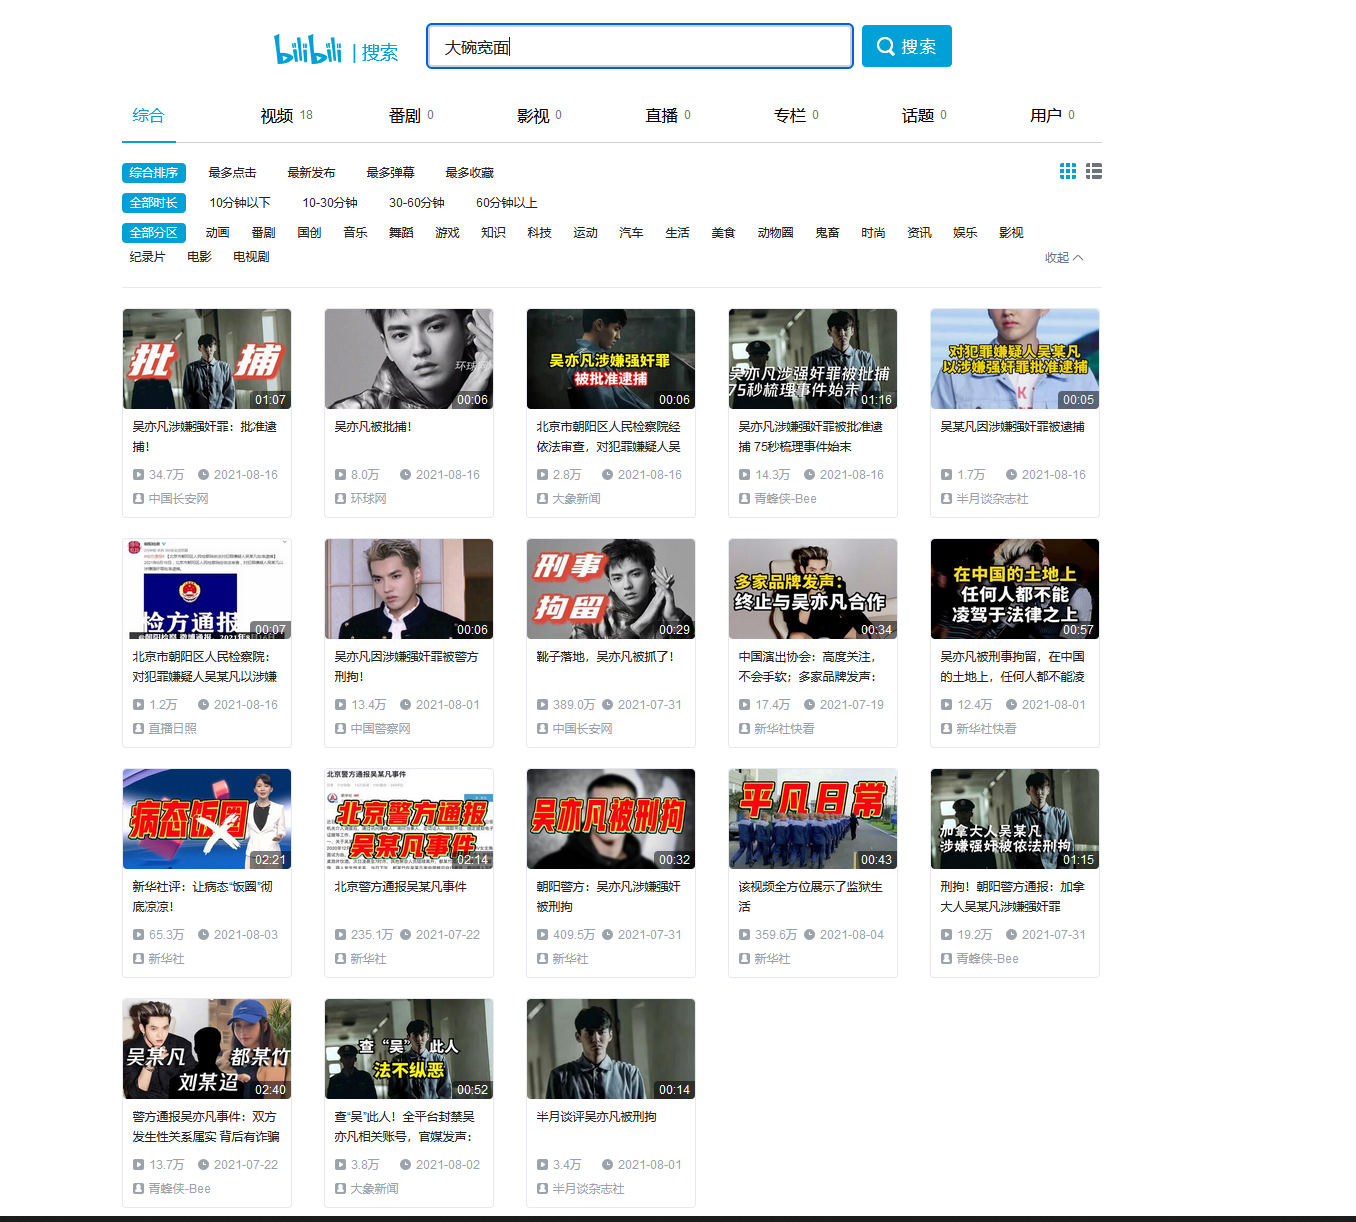 bilibili | 搜索
大碗宽面
搜索
综合 视频 18 番剧 0 影视 0 直播 0 专栏 0 话题 0 用户 0
综合排序 最多点击 最新发布 最多弹幕 最多收藏
全部时长 10分钟以下 10-30分钟 30-60分钟 60分钟以上
全部分区 动画 番剧 国创 音乐 舞蹈 游戏 知识 科技 运动 汽车 生活 美食 动物圈 鬼畜 时尚 资讯 娱乐 影视
纪录片 电影 电视剧 收起
批捕
01:07
吴亦凡涉嫌强奸罪：批准逮
捕！
34.7万 2021-08-16
中国长安网
环球网
00:06
吴亦凡被批捕！
8.0万 2021-08-16
环球网
吴亦凡涉嫌强奸罪
被批准逮捕
00:06
北京市朝阳区人民检察院经
依法审查，对犯罪嫌疑人吴
2.8万 2021-08-16
大象新闻
吴亦凡涉嫌强奸罪被批捕
75秒梳理事件始末
01:16
吴亦凡涉嫌强奸罪被批准逮
捕 75秒梳理事件始末
14.3万 2021-08-16
青蜂侠-Bee
对犯罪嫌疑人吴某凡
以涉嫌强奸罪批准逮捕
00:05
吴某凡因涉嫌强奸罪被逮捕
1.7万 2021-08-16
半月谈杂志社
检方通报
00:07
北京市朝阳区人民检察院：
对犯罪嫌疑人吴某凡以涉嫌
1.2万 2021-08-16
直播日照
00:06
吴亦凡因涉嫌强奸罪被警方
刑拘！
13.4万 2021-08-01
中国警察网
刑事
拘留
00:29
靴子落地，吴亦凡被抓了！
389.0万 2021-07-31
中国长安网
多家品牌发声：
终止与吴亦凡合作
00:34
中国演出协会：高度关注，
不会手软；多家品牌发声：
17.4万 2021-07-19
新华社快看
在中国的土地上
任何人都不能
凌驾于法律之上
00:57
吴亦凡被刑事拘留，在中国
的土地上，任何人都不能凌
12.4万 2021-08-01
新华社快看
病态饭圈
02:21
新华社评：让病态“饭圈”彻
底凉凉！
65.3万 2021-08-03
新华社
北京警方通报吴某凡事件
北京警方通报
吴某凡事件
02:14
北京警方通报吴某凡事件
235.1万 2021-07-22
新华社
吴亦凡被刑拘
00:32
朝阳警方：吴亦凡涉嫌强奸
被刑拘
409.5万 2021-07-31
新华社
平凡日常
00:43
该视频全方位展示了监狱生
活
359.6万 2021-08-04
新华社
加拿大人吴某凡
涉嫌强奸被依法刑拘
01:15
刑拘！朝阳警方通报：加拿
大人吴某凡涉嫌强奸罪
19.2万 2021-07-31
青蜂侠-Bee
吴某凡 都某竹
刘某迢
02:40
警方通报吴亦凡事件：双方
发生性关系属实 背后有诈骗
13.7万 2021-07-22
青蜂侠-Bee
查“吴”此人
法不纵恶
00:52
查“吴”此人！全平台封禁吴
亦凡相关账号，官媒发声：
3.8万 2021-08-02
大象新闻
00:14
半月谈评吴亦凡被刑拘
3.4万 2021-08-01
半月谈杂志社